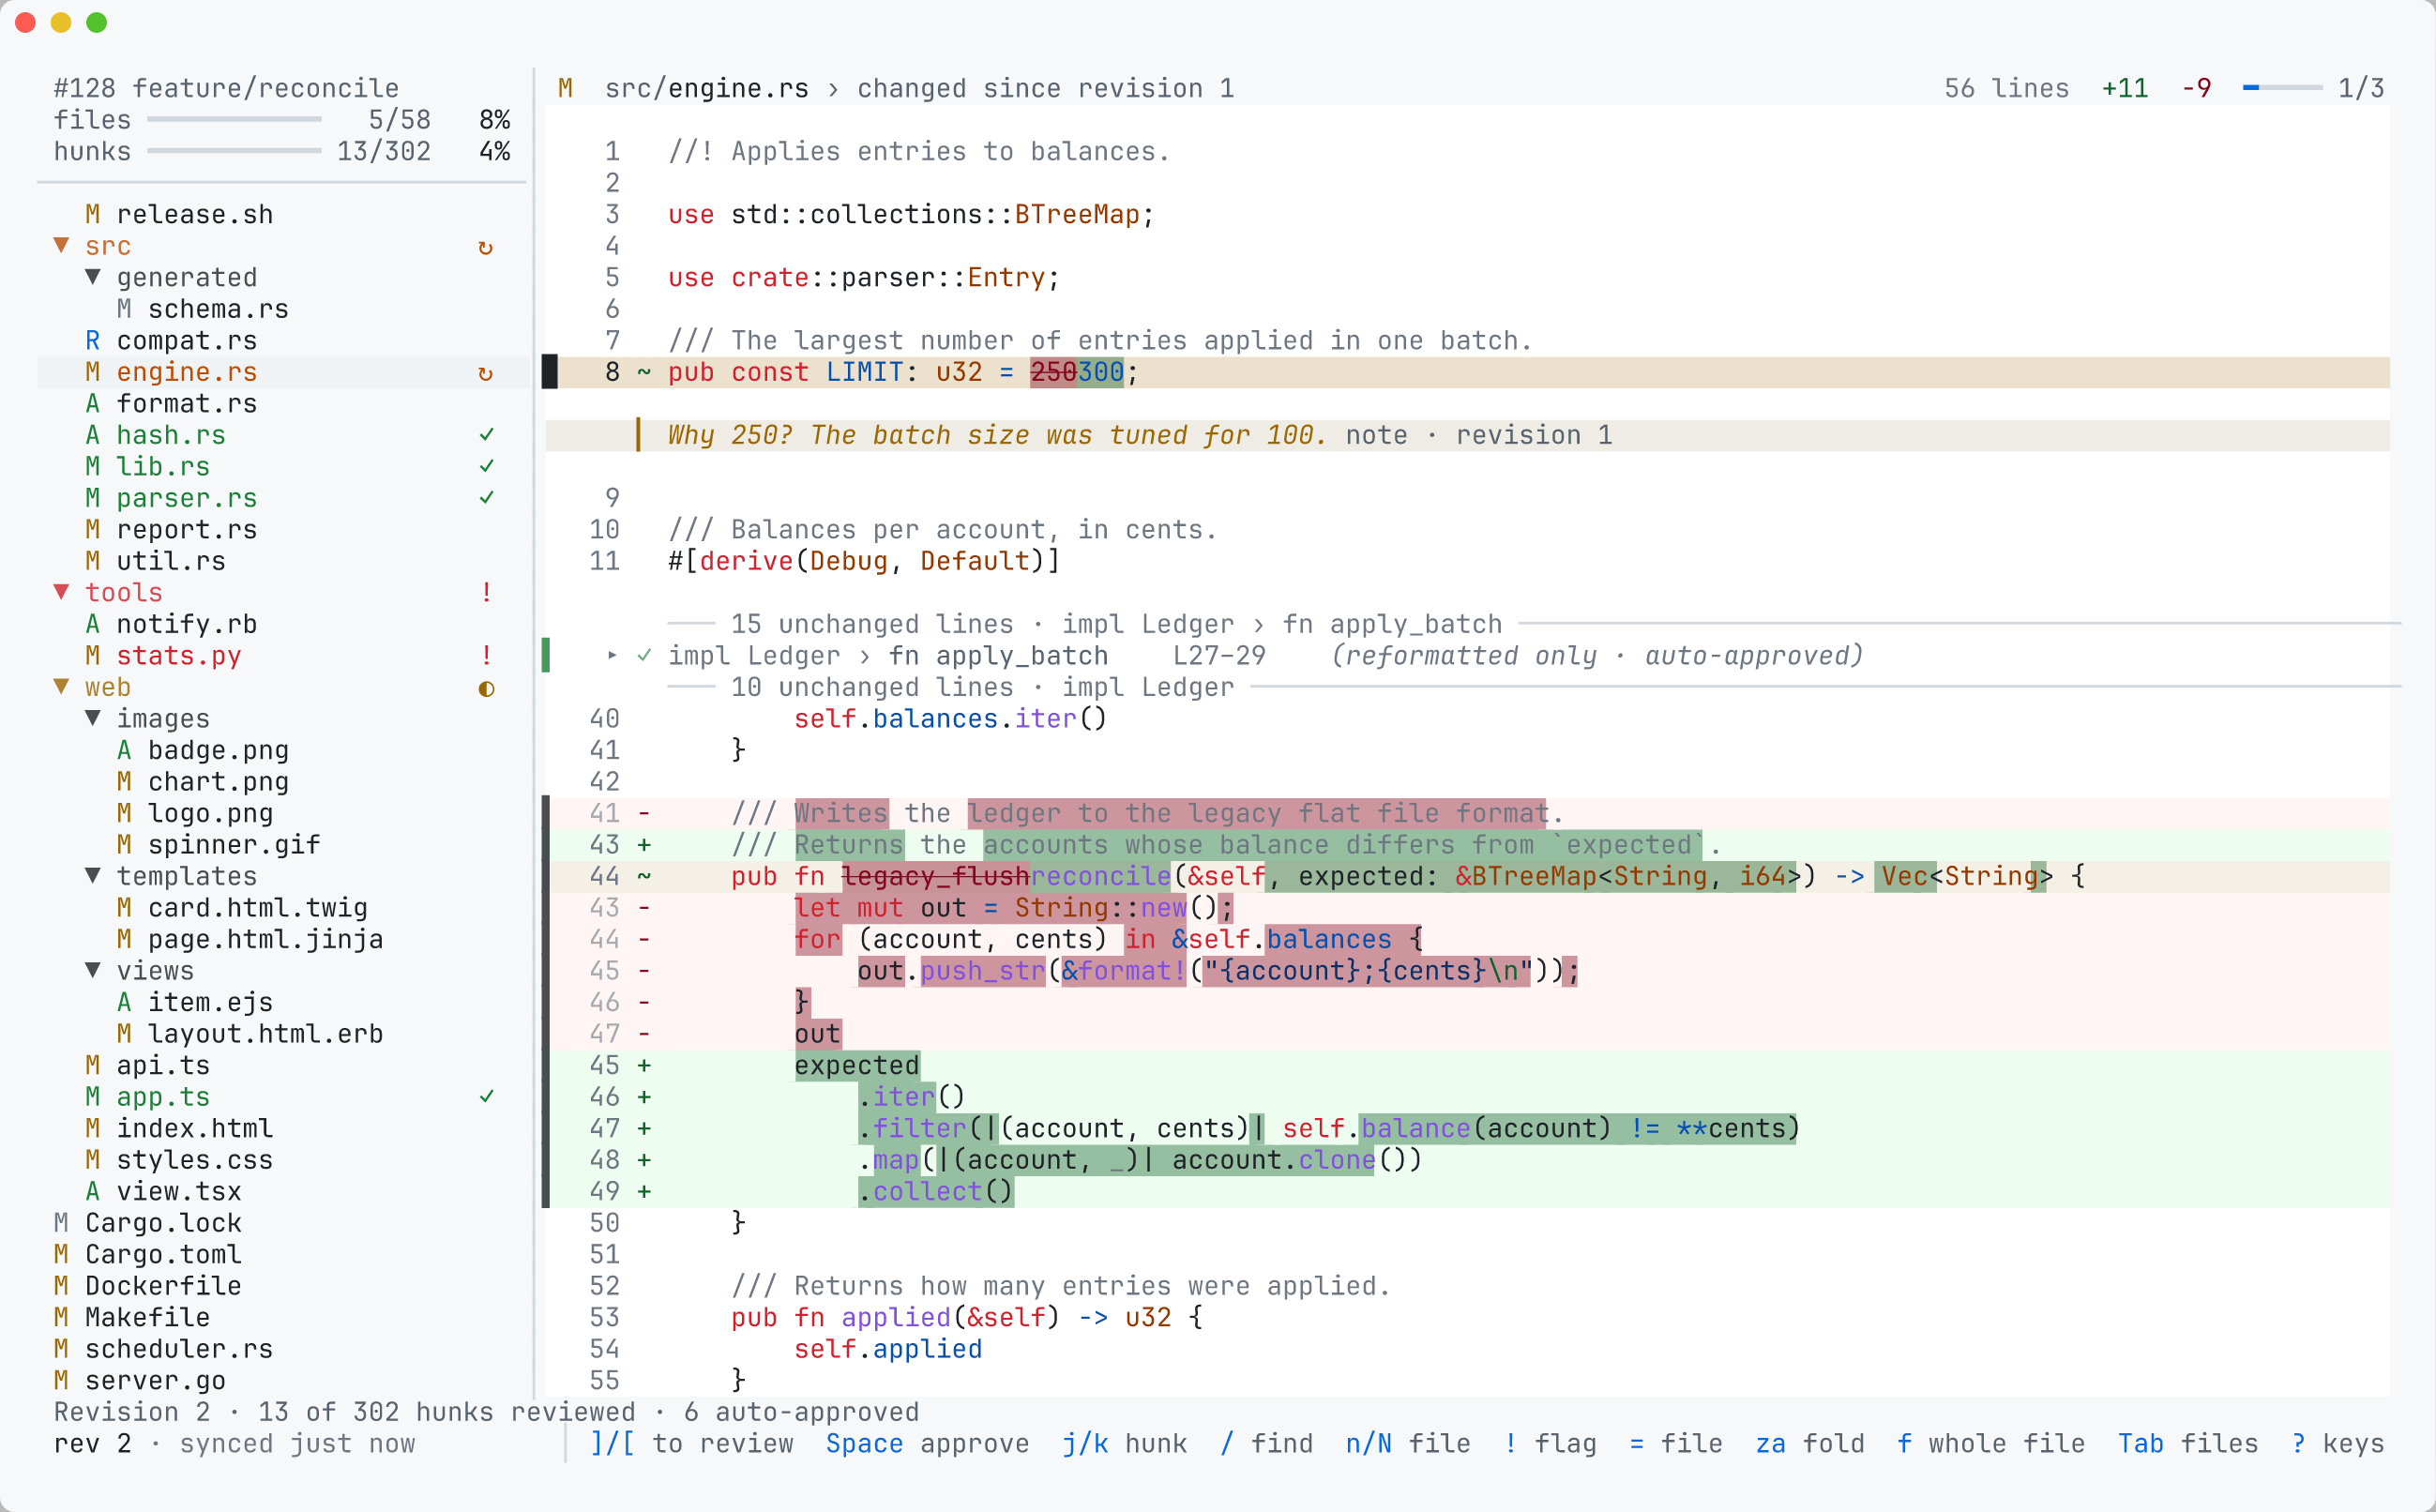 #128 feature/reconcile
files 5/58 8%
hunks 13/302 4%
M release.sh
▼ src ↻
▼ generated
M schema.rs
R compat.rs
M engine.rs ↻
A format.rs
A hash.rs ✓
M lib.rs ✓
M parser.rs ✓
M report.rs
M util.rs
▼ tools !
A notify.rb
M stats.py !
▼ web ◐
▼ images
A badge.png
M chart.png
M logo.png
M spinner.gif
▼ templates
M card.html.twig
M page.html.jinja
▼ views
A item.ejs
M layout.html.erb
M api.ts
M app.ts ✓
M index.html
M styles.css
A view.tsx
M Cargo.lock
M Cargo.toml
M Dockerfile
M Makefile
M scheduler.rs
M server.go
M src/engine.rs › changed since revision 1 56 lines +11 -9 1/3
1 //! Applies entries to balances.
2
3 use std::collections::BTreeMap;
4
5 use crate::parser::Entry;
6
7 /// The largest number of entries applied in one batch.
8 ~ pub const LIMIT: u32 = 250300;
Why 250? The batch size was tuned for 100. note · revision 1
9
10 /// Balances per account, in cents.
11 #[derive(Debug, Default)]
15 unchanged lines · impl Ledger › fn apply_batch
▸ ✓ impl Ledger › fn apply_batch L27–29 (reformatted only · auto-approved)
10 unchanged lines · impl Ledger
40 self.balances.iter()
41 }
42
41 - /// Writes the ledger to the legacy flat file format.
43 + /// Returns the accounts whose balance differs from `expected`.
44 ~ pub fn legacy_flushreconcile(&self, expected: &BTreeMap<String, i64>) -> Vec<String> {
43 - let mut out = String::new();
44 - for (account, cents) in &self.balances {
45 - out.push_str(&format!("{account};{cents}\n"));
46 - }
47 - out
45 + expected
46 + .iter()
47 + .filter(|(account, cents)| self.balance(account) != **cents)
48 + .map(|(account, _)| account.clone())
49 + .collect()
50 }
51
52 /// Returns how many entries were applied.
53 pub fn applied(&self) -> u32 {
54 self.applied
55 }
Revision 2 · 13 of 302 hunks reviewed · 6 auto-approved
rev 2 · synced just now ]/[ to review Space approve j/k hunk / find n/N file ! flag = file za fold f whole file Tab files ? keys